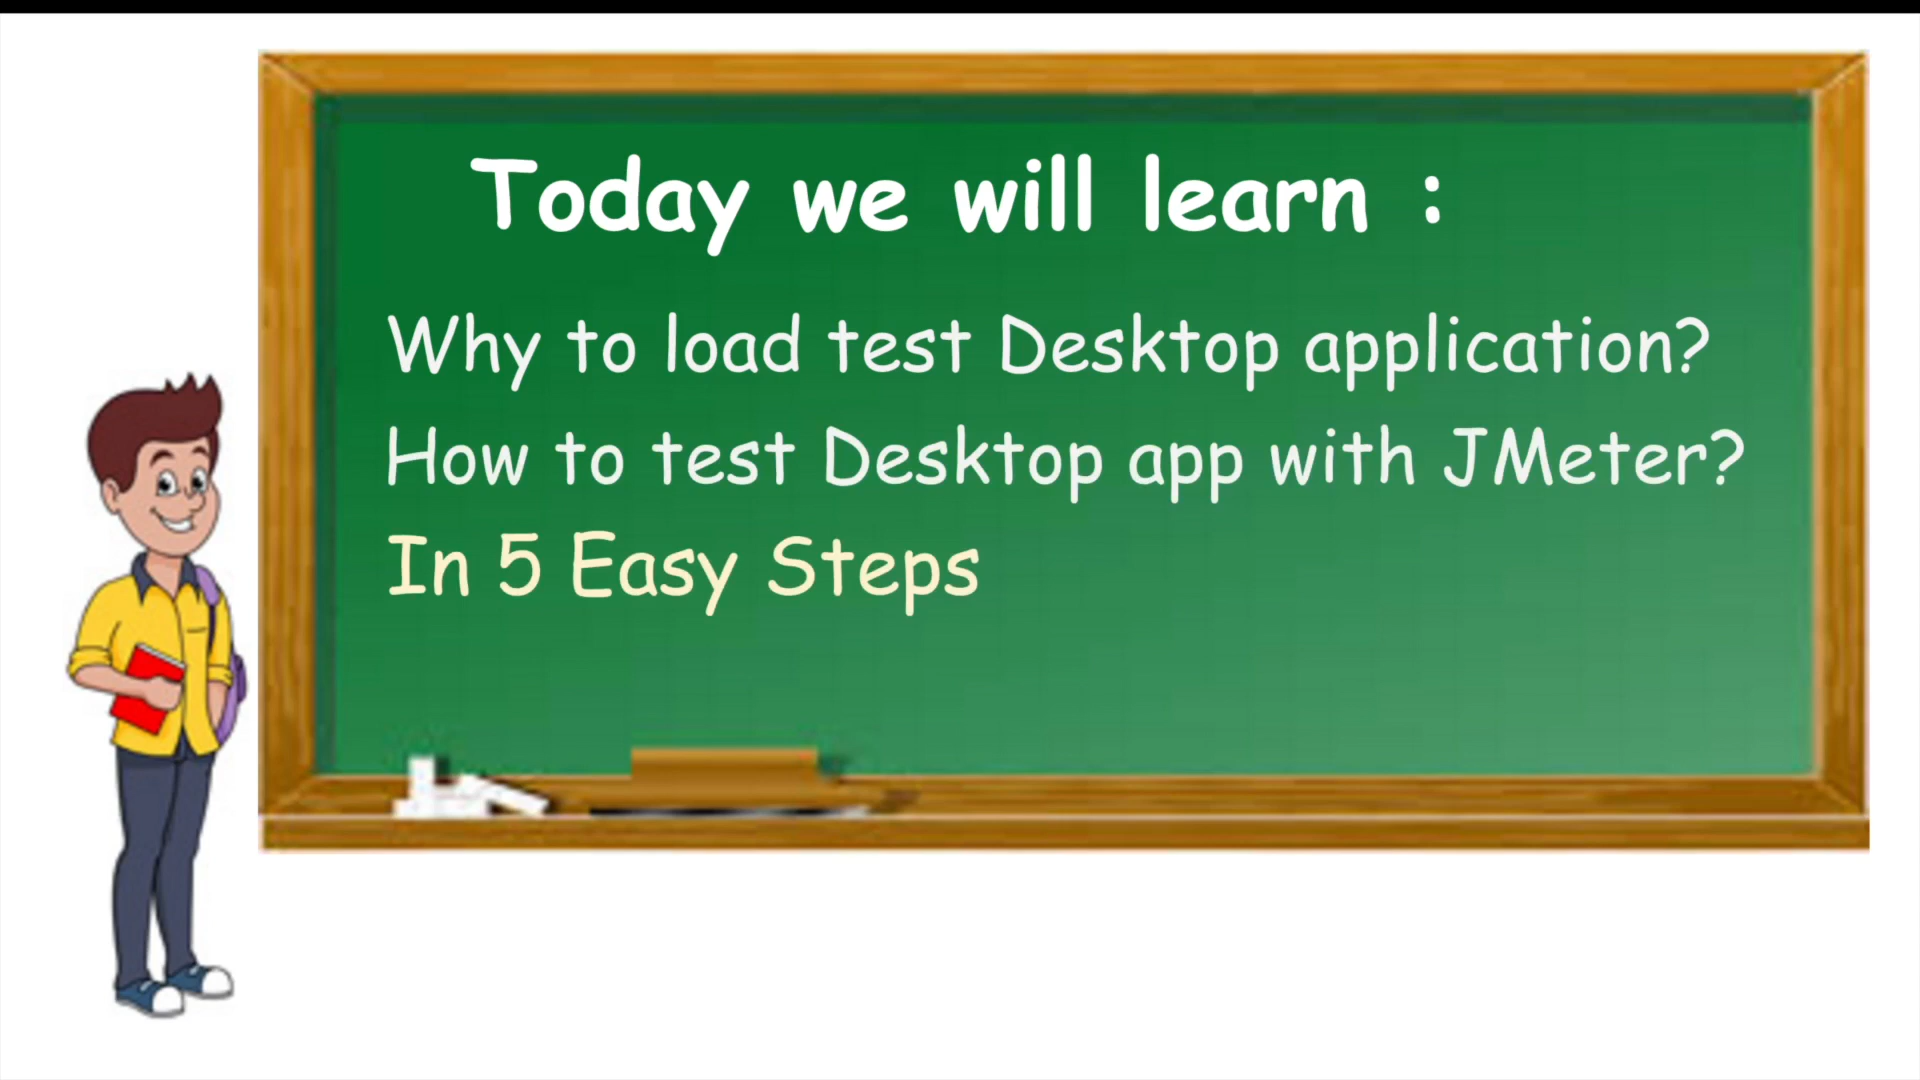 Today we will learn :
Why to load test Desktop application?
How to test Desktop app with JMeter?
In 5 Easy Steps